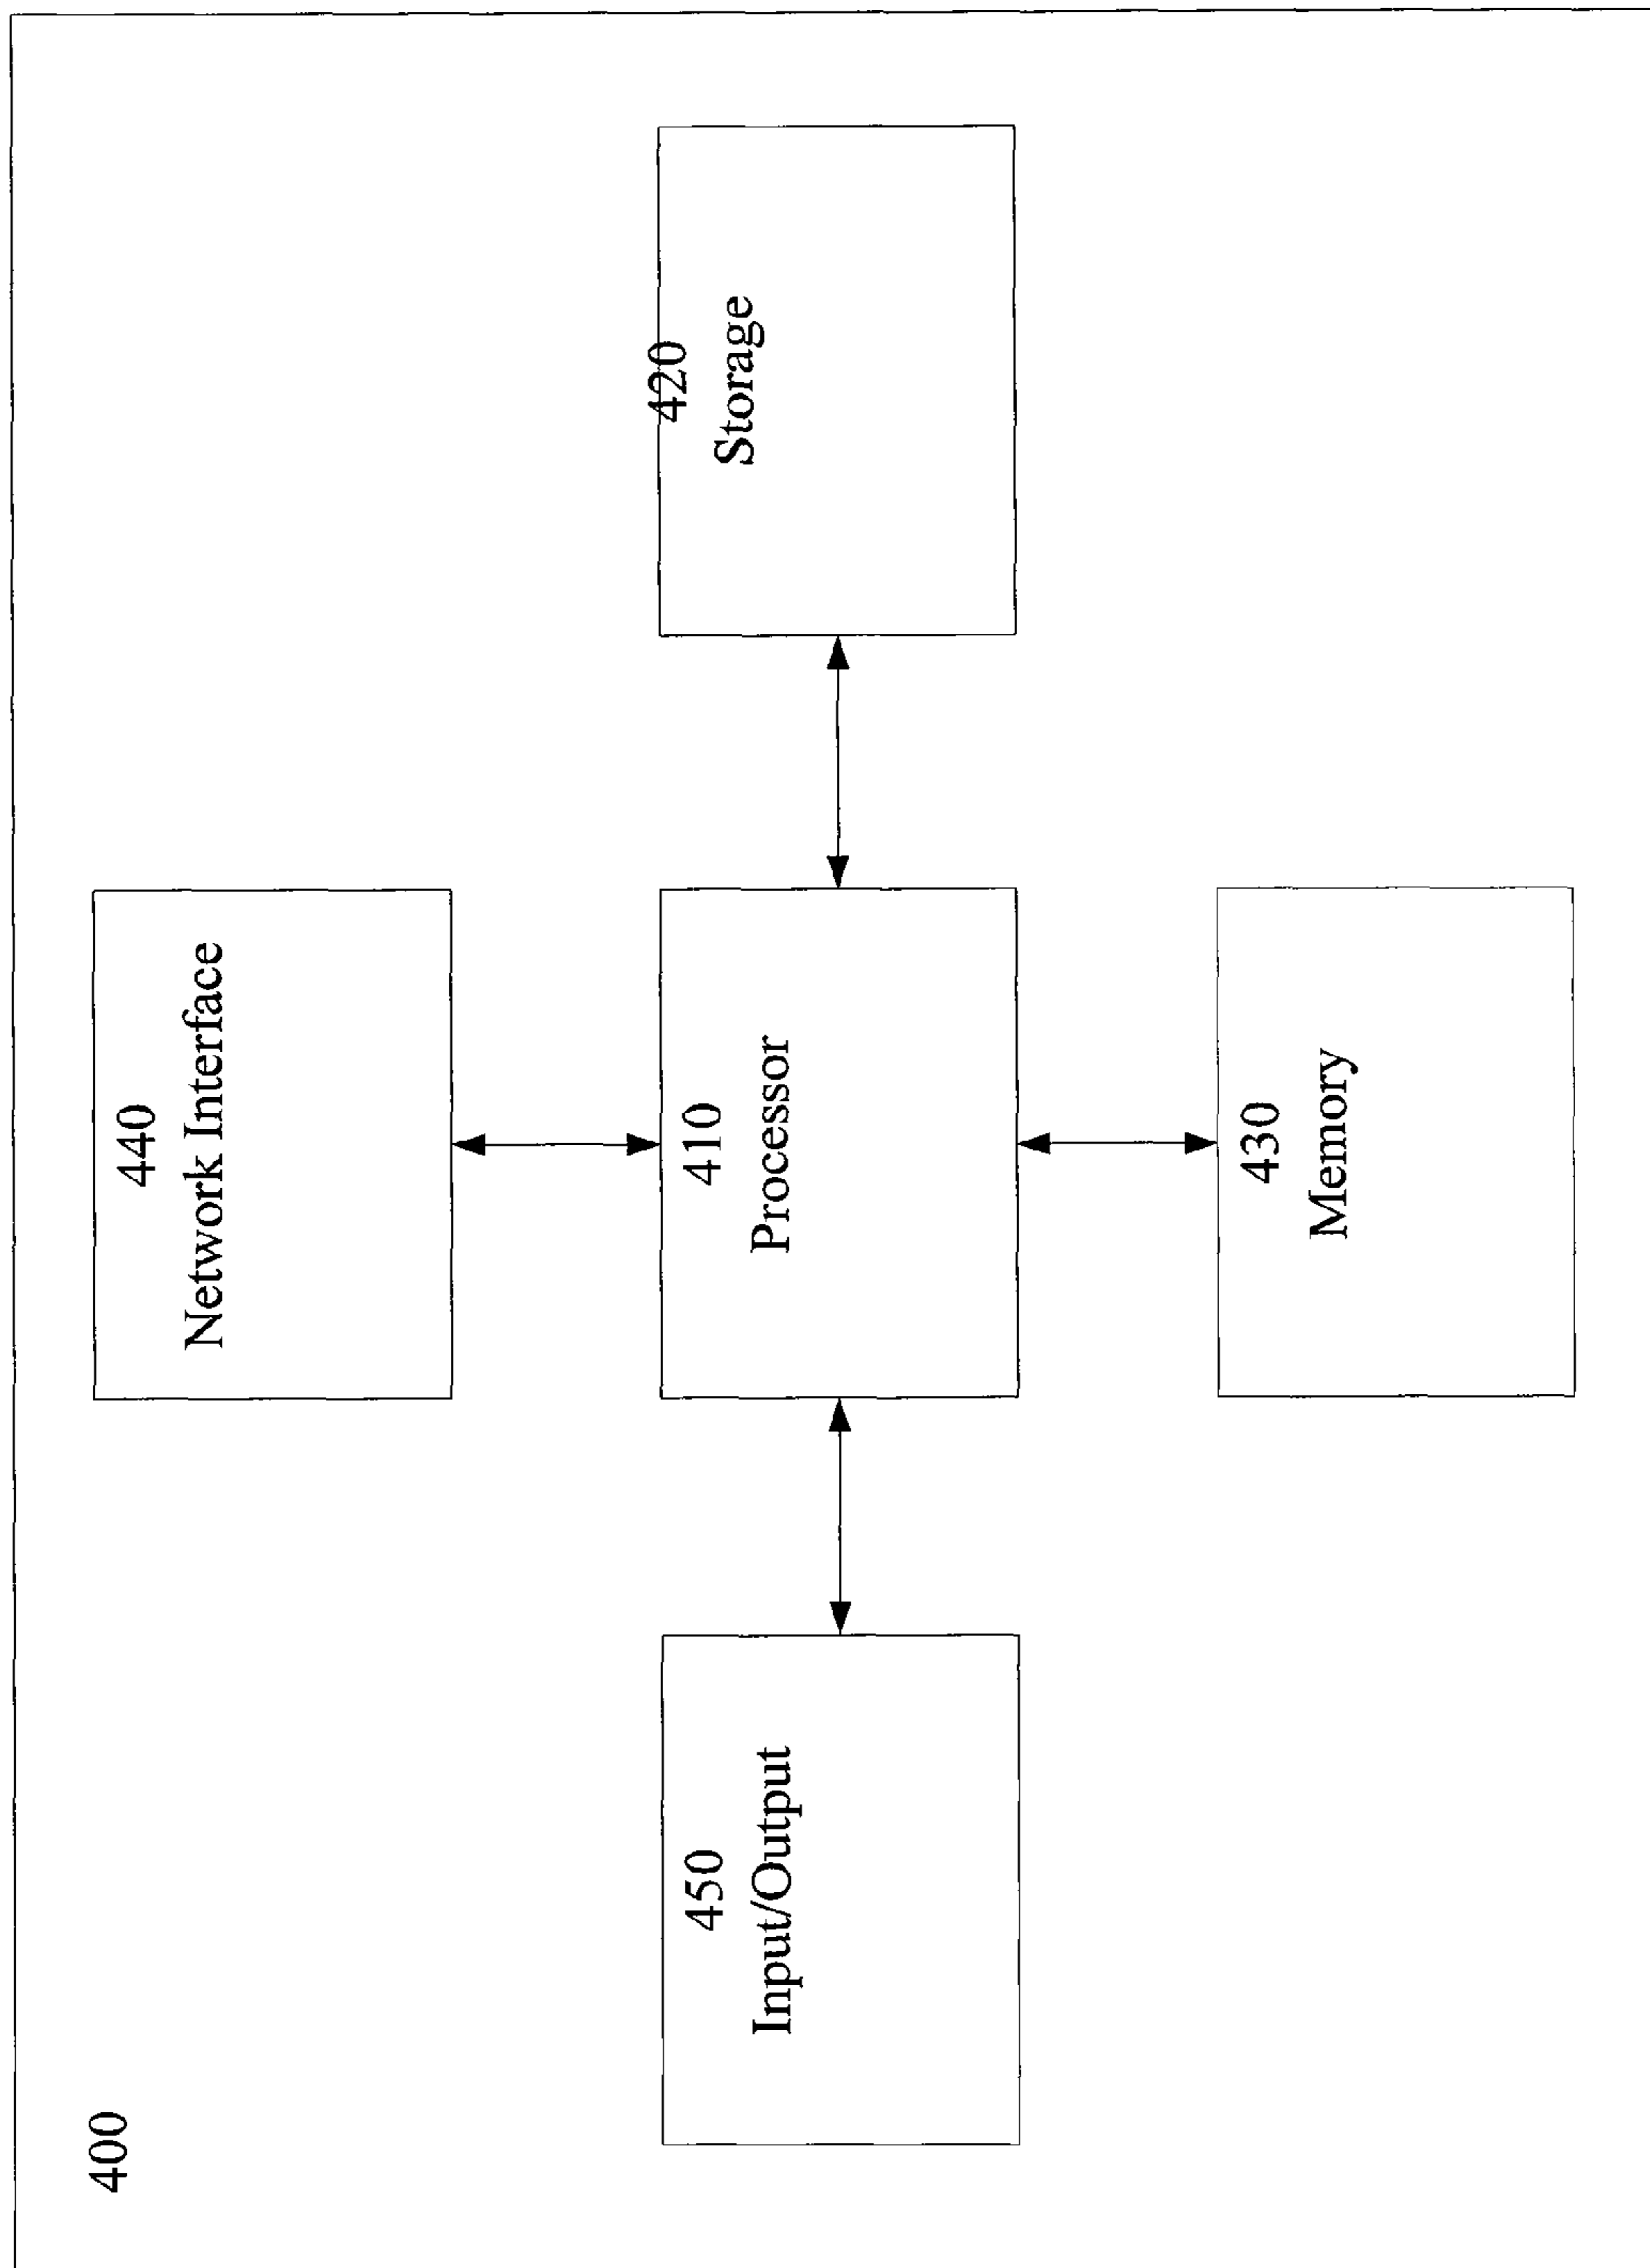 400
440
Network Interface
450
Input/Output
410
Processor
420
Storage
430
Memory